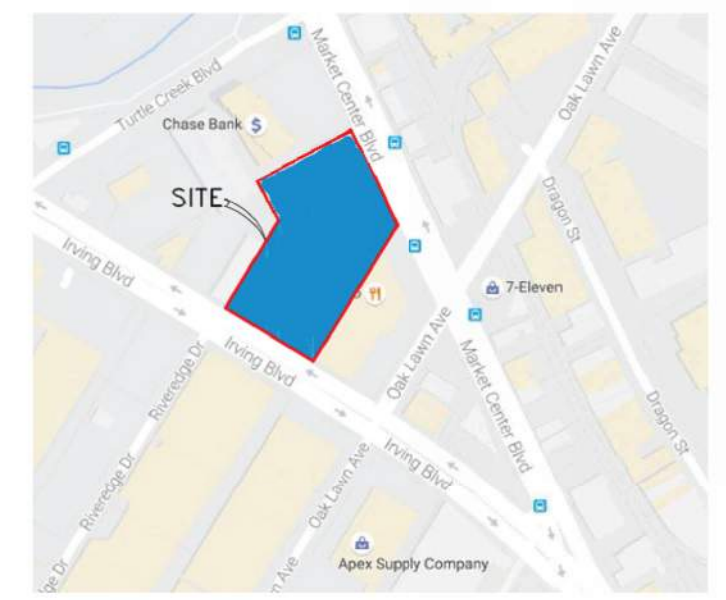 Market Center Blvd
Oak Lawn Ave
Turtle Creek Blvd
Chase Bank $
SITE
Dragon St
Irving Blvd
7-Eleven
Irving Blvd
Oak Lawn Ave
Riveredge Dr
Market Center Blvd
Dragon St
Irving Blvd
Oak Lawn Ave
Riveredge Dr
Apex Supply Company
Ave
Dr